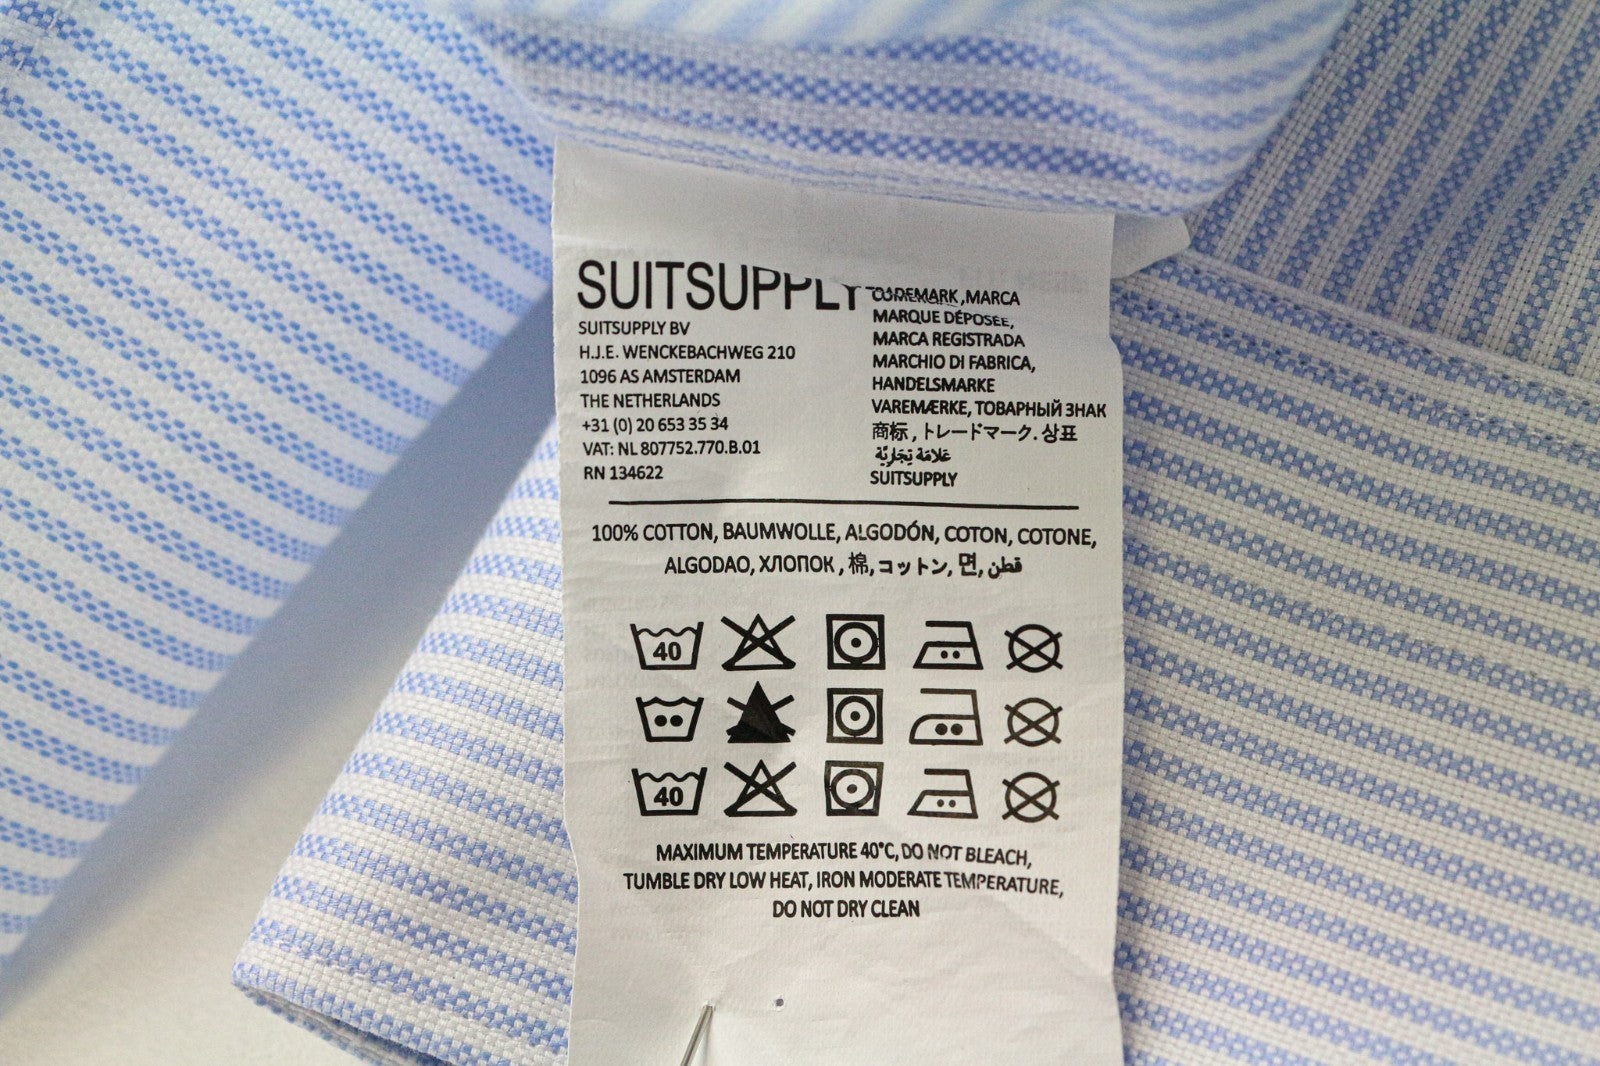 SUITSUPPLY
SUITSUPPLY BV
H.J.E. WENCKEBACHWEG 210
1096 AS AMSTERDAM
THE NETHERLANDS
+31 (0) 20 653 35 34
VAT: NL 807752.770.B.01
RN 134622
,MARCA
MARQUE DÉPOSÉE,
MARCA REGISTRADA
MARCHIO DI FABRICA,
HANDELSMARKE
VAREMÆRKE, ТОВАРНЫЙ ЗНАК
商标 , トレードマーク. 상표
عَلامَة تِجَارِيَّة
SUITSUPPLY
100% COTTON, BAUMWOLLE, ALGODÓN, COTON, COTONE,
ALGODAO, ХЛОПОК , 棉, コットン, 면, قطن
40
40
MAXIMUM TEMPERATURE 40°C, DO NOT BLEACH,
TUMBLE DRY LOW HEAT, IRON MODERATE TEMPERATURE,
DO NOT DRY CLEAN